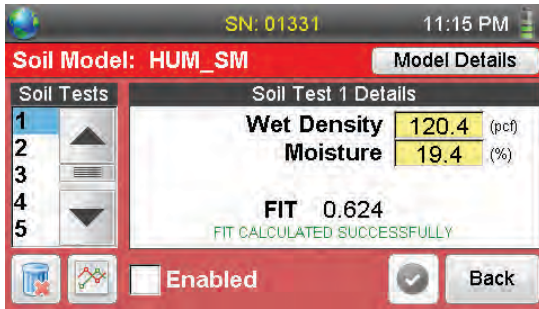 SN: 01331 11:15 PM
Soil Model: HUM_SM Model Details
Soil Tests
Soil Test 1 Details
1
2
3
4
5
Wet Density 120.4 (pcf)
Moisture 19.4 (%)
FIT 0.624
FIT CALCULATED SUCCESSFULLY
Enabled
Back